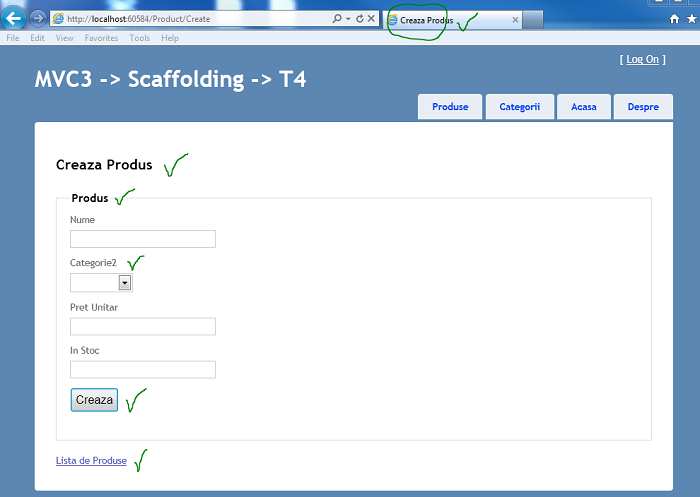 http://localhost:60584/Product/Create
Creaza Produs
File Edit View Favorites Tools Help
[ Log On ]
MVC3 -> Scaffolding -> T4
Produse Categorii Acasa Despre
Creaza Produs
Produs
Nume
Categorie2
Pret Unitar
In Stoc
Creaza
Lista de Produse